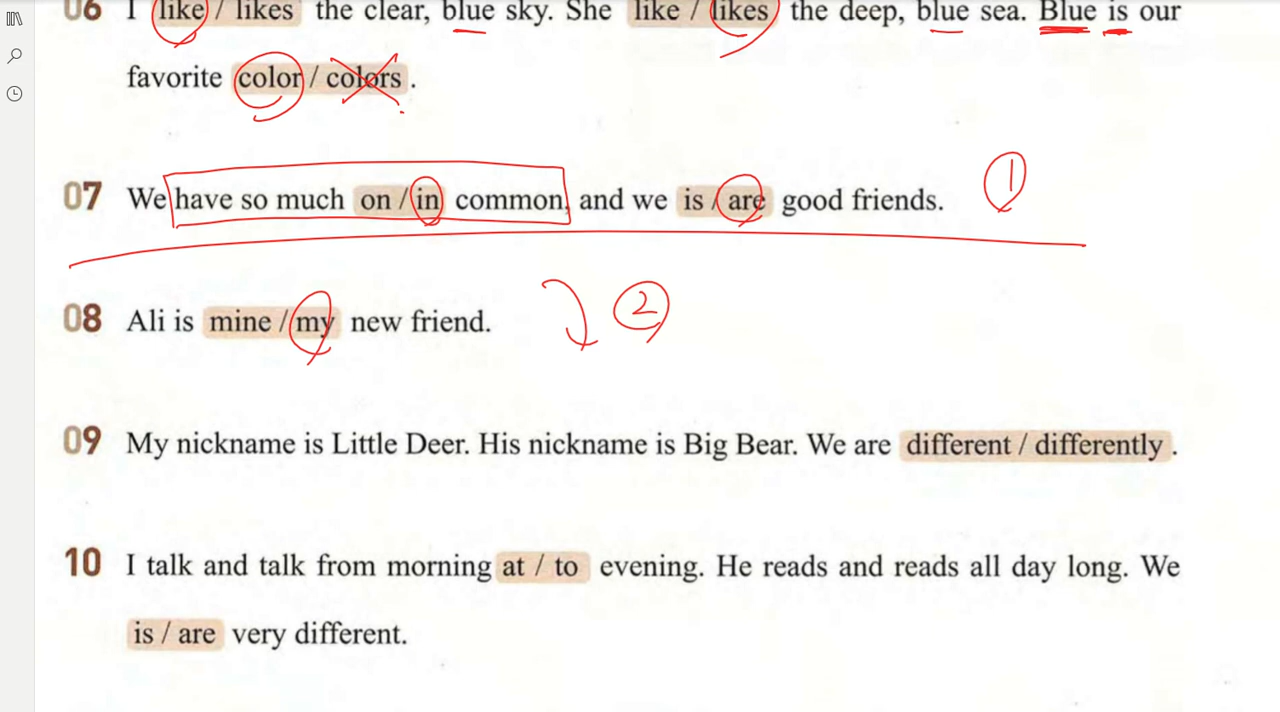 06 I like / likes the clear, blue sky. She like / likes the deep, blue sea. Blue is our
favorite color / colors .
07 We have so much on / in common, and we is / are good friends. 1
08 Ali is mine / my new friend. 2
09 My nickname is Little Deer. His nickname is Big Bear. We are different / differently .
10 I talk and talk from morning at / to evening. He reads and reads all day long. We
is / are very different.